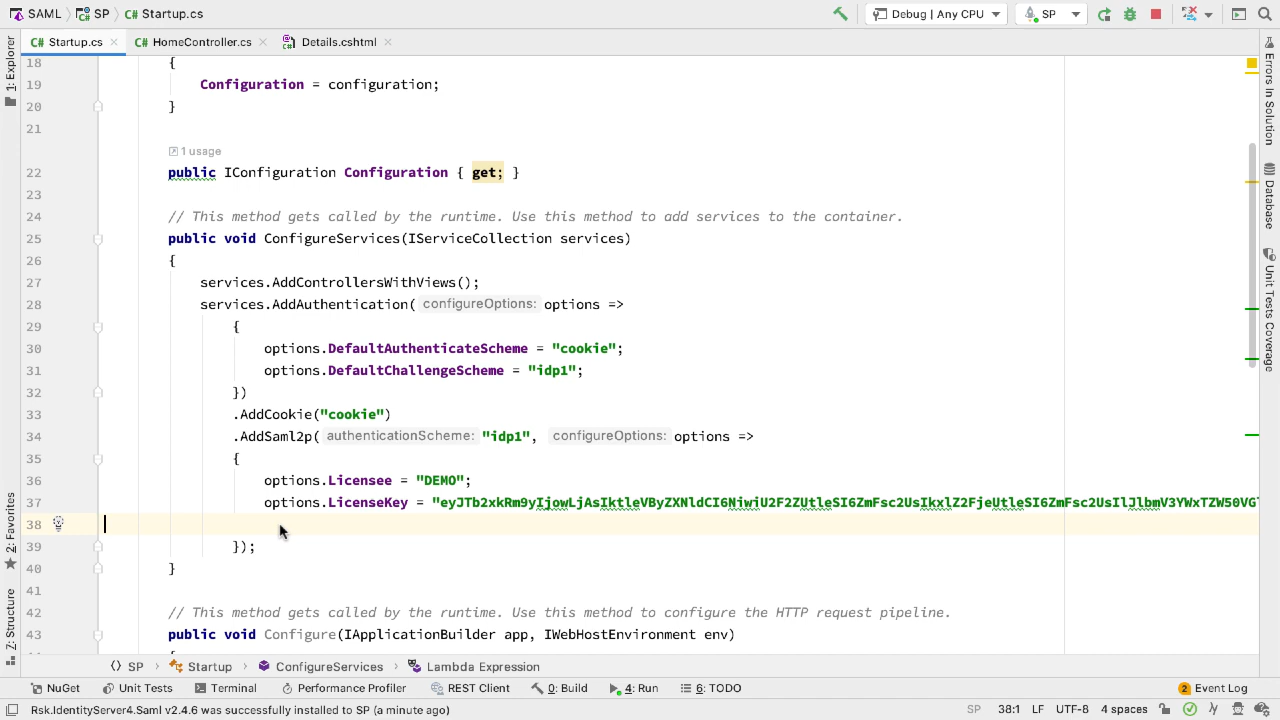 SAML SP Startup.cs Debug | Any CPU SP
Startup.cs HomeController.cs Details.cshtml
1: Explorer
2: Favorites
Z: Structure
18 {
19 Configuration = configuration;
20 }
21
1 usage
22 public IConfiguration Configuration { get; }
23
24 // This method gets called by the runtime. Use this method to add services to the container.
25 public void ConfigureServices(IServiceCollection services)
26 {
27 services.AddControllersWithViews();
28 services.AddAuthentication( configureOptions: options =>
29 {
30 options.DefaultAuthenticateScheme = "cookie";
31 options.DefaultChallengeScheme = "idp1";
32 })
33 .AddCookie("cookie")
34 .AddSaml2p( authenticationScheme: "idp1", configureOptions: options =>
35 {
36 options.Licensee = "DEMO";
37 options.LicenseKey =
38
39 });
40 }
41
42 // This method gets called by the runtime. Use this method to configure the HTTP request pipeline.
43 public void Configure(IApplicationBuilder app, IWebHostEnvironment env)
Errors In Solution
Database
Unit Tests Coverage
SP Startup ConfigureServices Lambda Expression
NuGet Unit Tests Terminal Performance Profiler REST Client 0: Build 4: Run 6: TODO 2 Event Log
Rsk.IdentityServer4.Saml v2.4.6 was successfully installed to SP (a minute ago) SP 38:1 LF UTF-8 4 spaces